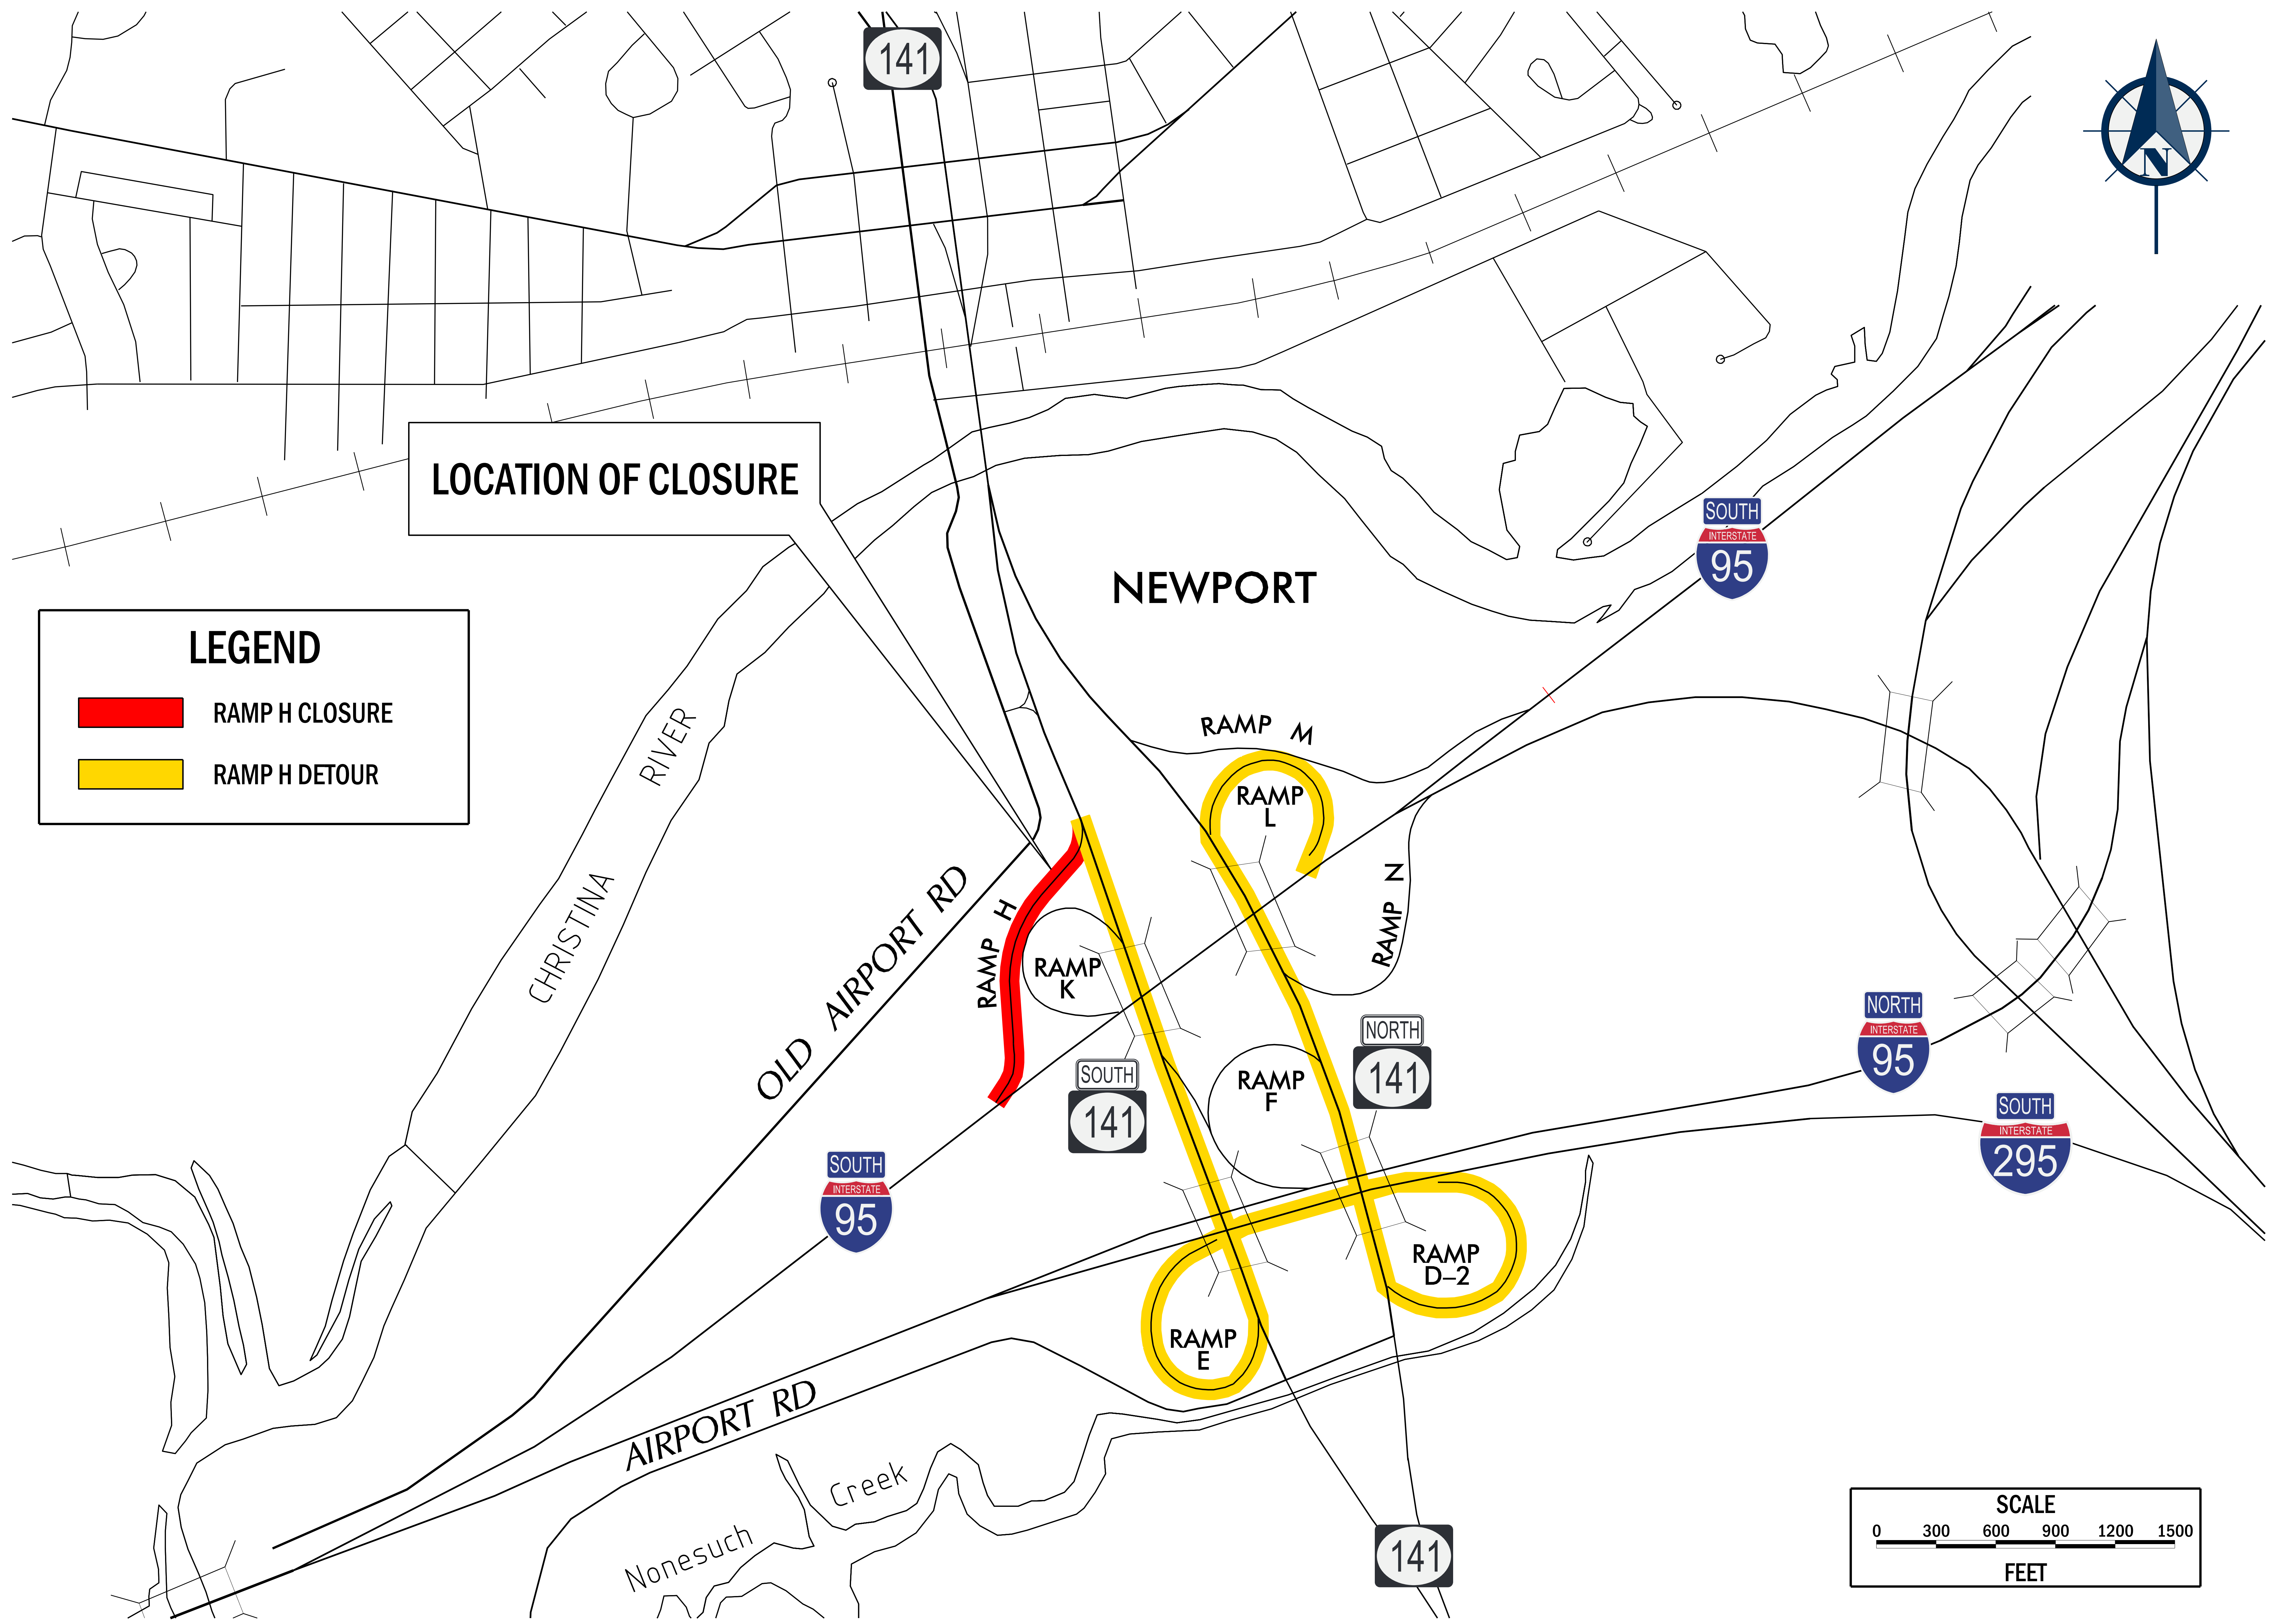 141
N
LOCATION OF CLOSURE
SOUTH
INTERSTATE
95
NEWPORT
LEGEND
RAMP H CLOSURE
RAMP H DETOUR
CHRISTINA RIVER
RAMP M
RAMP
L
OLD AIRPORT RD
RAMP H
RAMP
K
RAMP N
NORTH
INTERSTATE
95
NORTH
141
SOUTH
141
RAMP
F
SOUTH
INTERSTATE
295
SOUTH
INTERSTATE
95
RAMP
D–2
RAMP
E
AIRPORT RD
Nonesuch Creek
141
SCALE
0 300 600 900 1200 1500
FEET